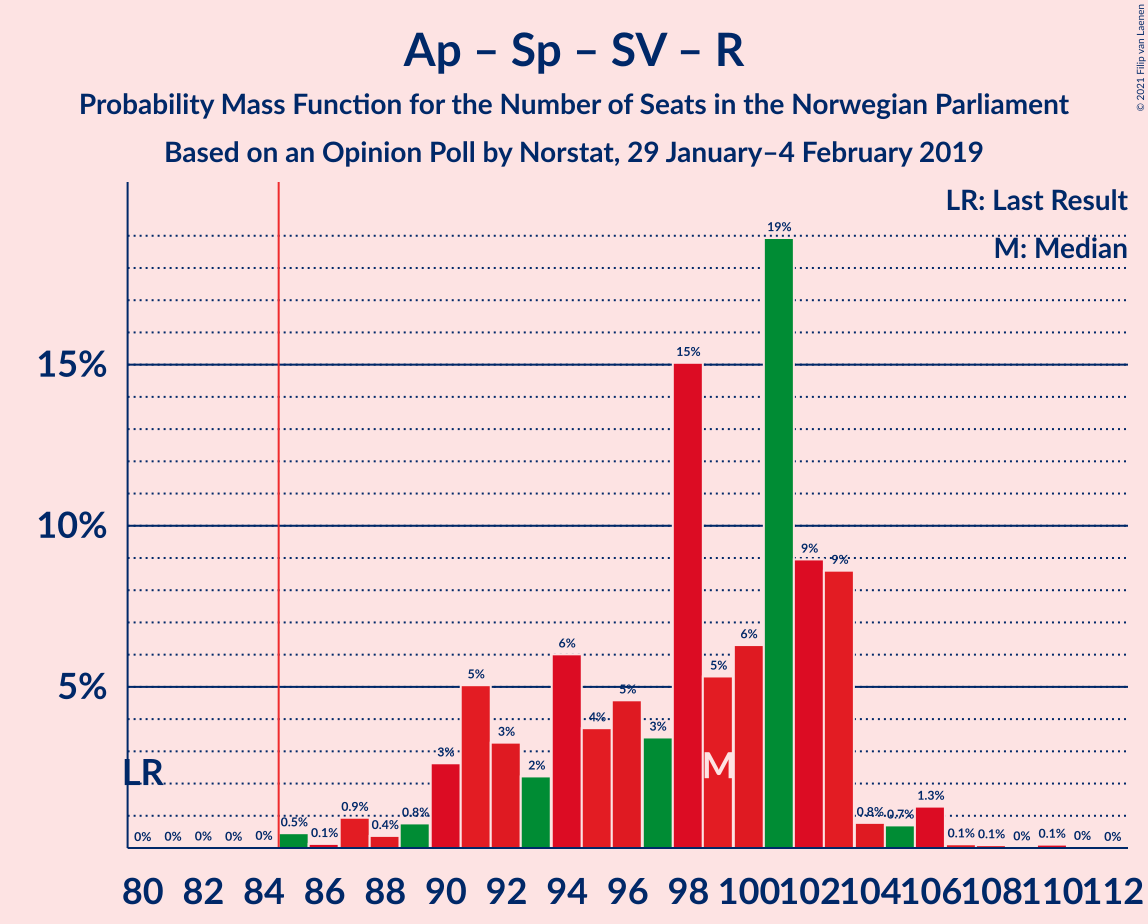 Ap – Sp – SV – R
Probability Mass Function for the Number of Seats in the Norwegian Parliament
Based on an Opinion Poll by Norstat, 29 January–4 February 2019
© 2021 Filip van Laenen
LR: Last Result
M: Median
15%
10%
5%
LR
M
0% 0% 0% 0% 0% 0.5% 0.1% 0.9% 0.4% 0.8% 3% 5% 3% 2% 6% 4% 5% 3% 15% 5% 6% 19% 9% 9% 0.8% 0.7% 1.3% 0.1% 0.1% 0% 0.1% 0% 0%
80 82 84 86 88 90 92 94 96 98 100 102 104 106 108 110 112